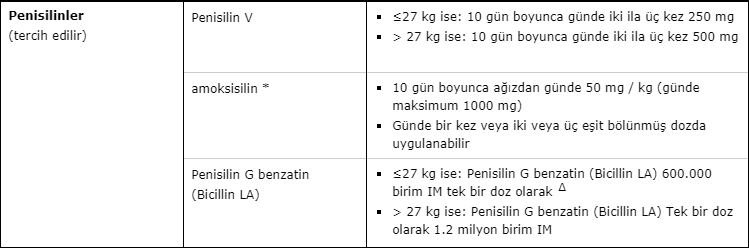 Penisilinler
(tercih edilir)
Penisilin V
▪ ≤27 kg ise: 10 gün boyunca günde iki ila üç kez 250 mg
▪ > 27 kg ise: 10 gün boyunca günde iki ila üç kez 500 mg
amoksisilin *
▪ 10 gün boyunca ağızdan günde 50 mg / kg (günde
maksimum 1000 mg)
▪ Günde bir kez veya iki veya üç eşit bölünmüş dozda
uygulanabilir
Penisilin G benzatin
(Bicillin LA)
▪ ≤27 kg ise: Penisilin G benzatin (Bicillin LA) 600.000
birim IM tek bir doz olarak Δ
▪ > 27 kg ise: Penisilin G benzatin (Bicillin LA) Tek bir doz
olarak 1.2 milyon birim IM